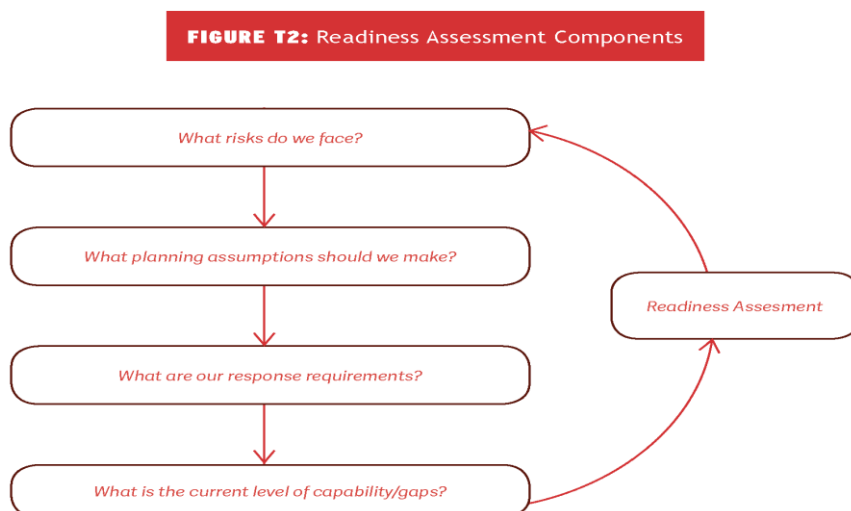 FIGURE T2: Readiness Assessment Components
What risks do we face?
What planning assumptions should we make?
Readiness Assesment
What are our response requirements?
What is the current level of capability/gaps?